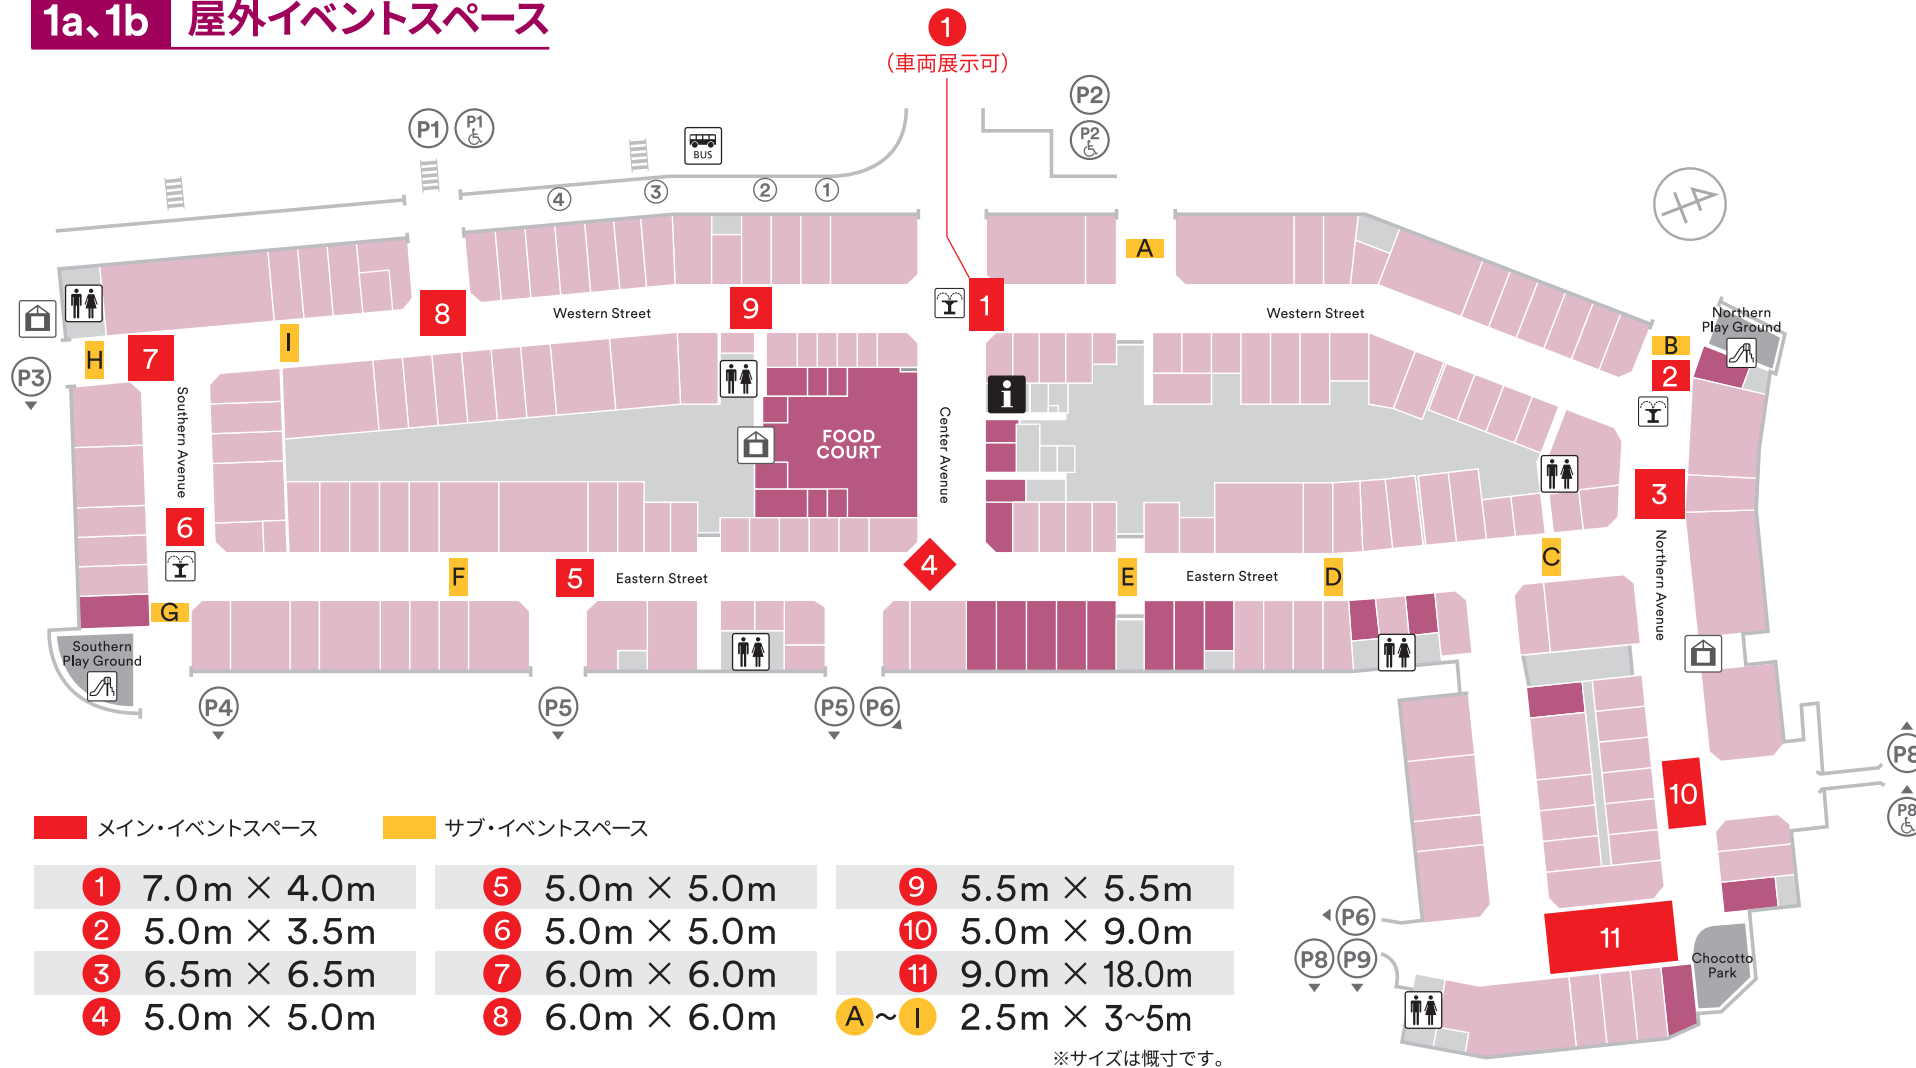 1a、1b 屋外イベントスペース
1
（車両展示可）
P2
P2
P1 P1
BUS
④ ③ ② ①
A
8
Western Street
9
1
Western Street
Northern
Play Ground
B
2
H
7
I
P3
Southern Avenue
FOOD
COURT
Center Avenue
i
3
6
C
Northern Avenue
F
5
Eastern Street
4
E
Eastern Street
D
G
Southern
Play Ground
P4
P5
P5 P6
P8
P8
10
P6
P8 P9
11
Chocotto
Park
メイン・イベントスペース サブ・イベントスペース
1 7.0m × 4.0m 5 5.0m × 5.0m 9 5.5m × 5.5m
2 5.0m × 3.5m 6 5.0m × 5.0m 10 5.0m × 9.0m
3 6.5m × 6.5m 7 6.0m × 6.0m 11 9.0m × 18.0m
4 5.0m × 5.0m 8 6.0m × 6.0m A～I 2.5m × 3~5m
※サイズは慨寸です。